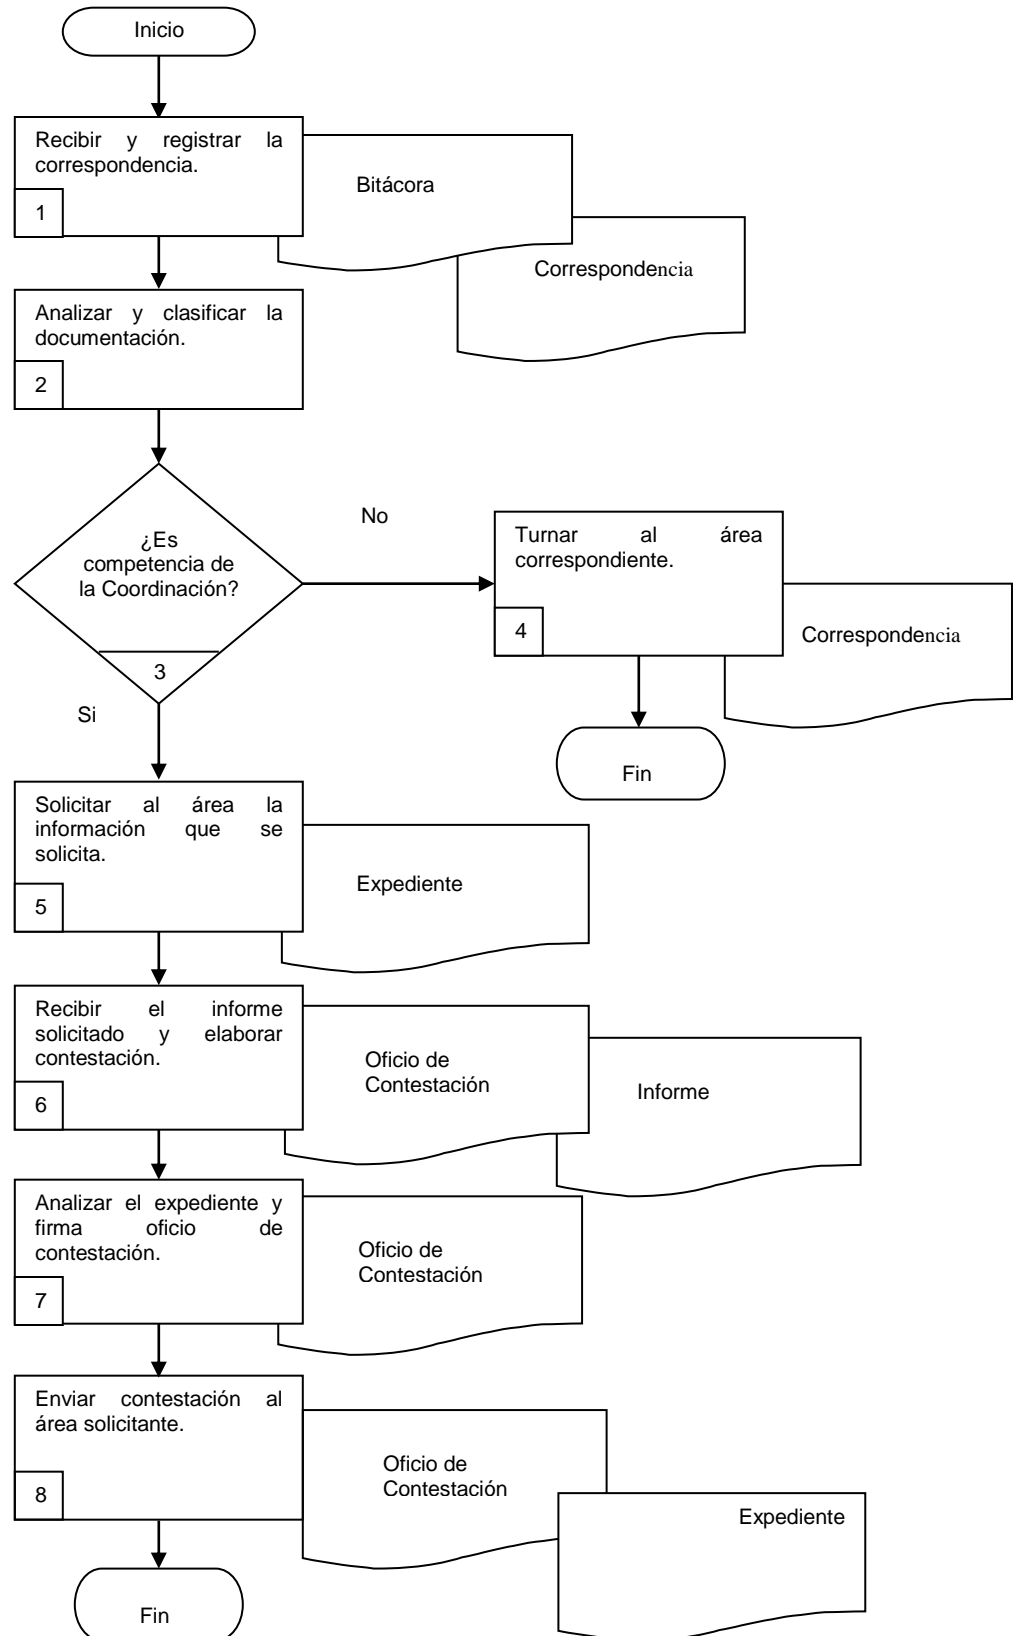 Inicio
Recibir y registrar la
correspondencia.
1
Bitácora
Correspondencia
Analizar y clasificar la
documentación.
2
¿Es
competencia de
la Coordinación?
3
No
Turnar al área
correspondiente.
4
Correspondencia
Fin
Si
Solicitar al área la
información que se
solicita.
5
Expediente
Recibir el informe
solicitado y elaborar
contestación.
6
Oficio de
Contestación
Informe
Analizar el expediente y
firma oficio de
contestación.
7
Oficio de
Contestación
Enviar contestación al
área solicitante.
8
Oficio de
Contestación
Expediente
Fin